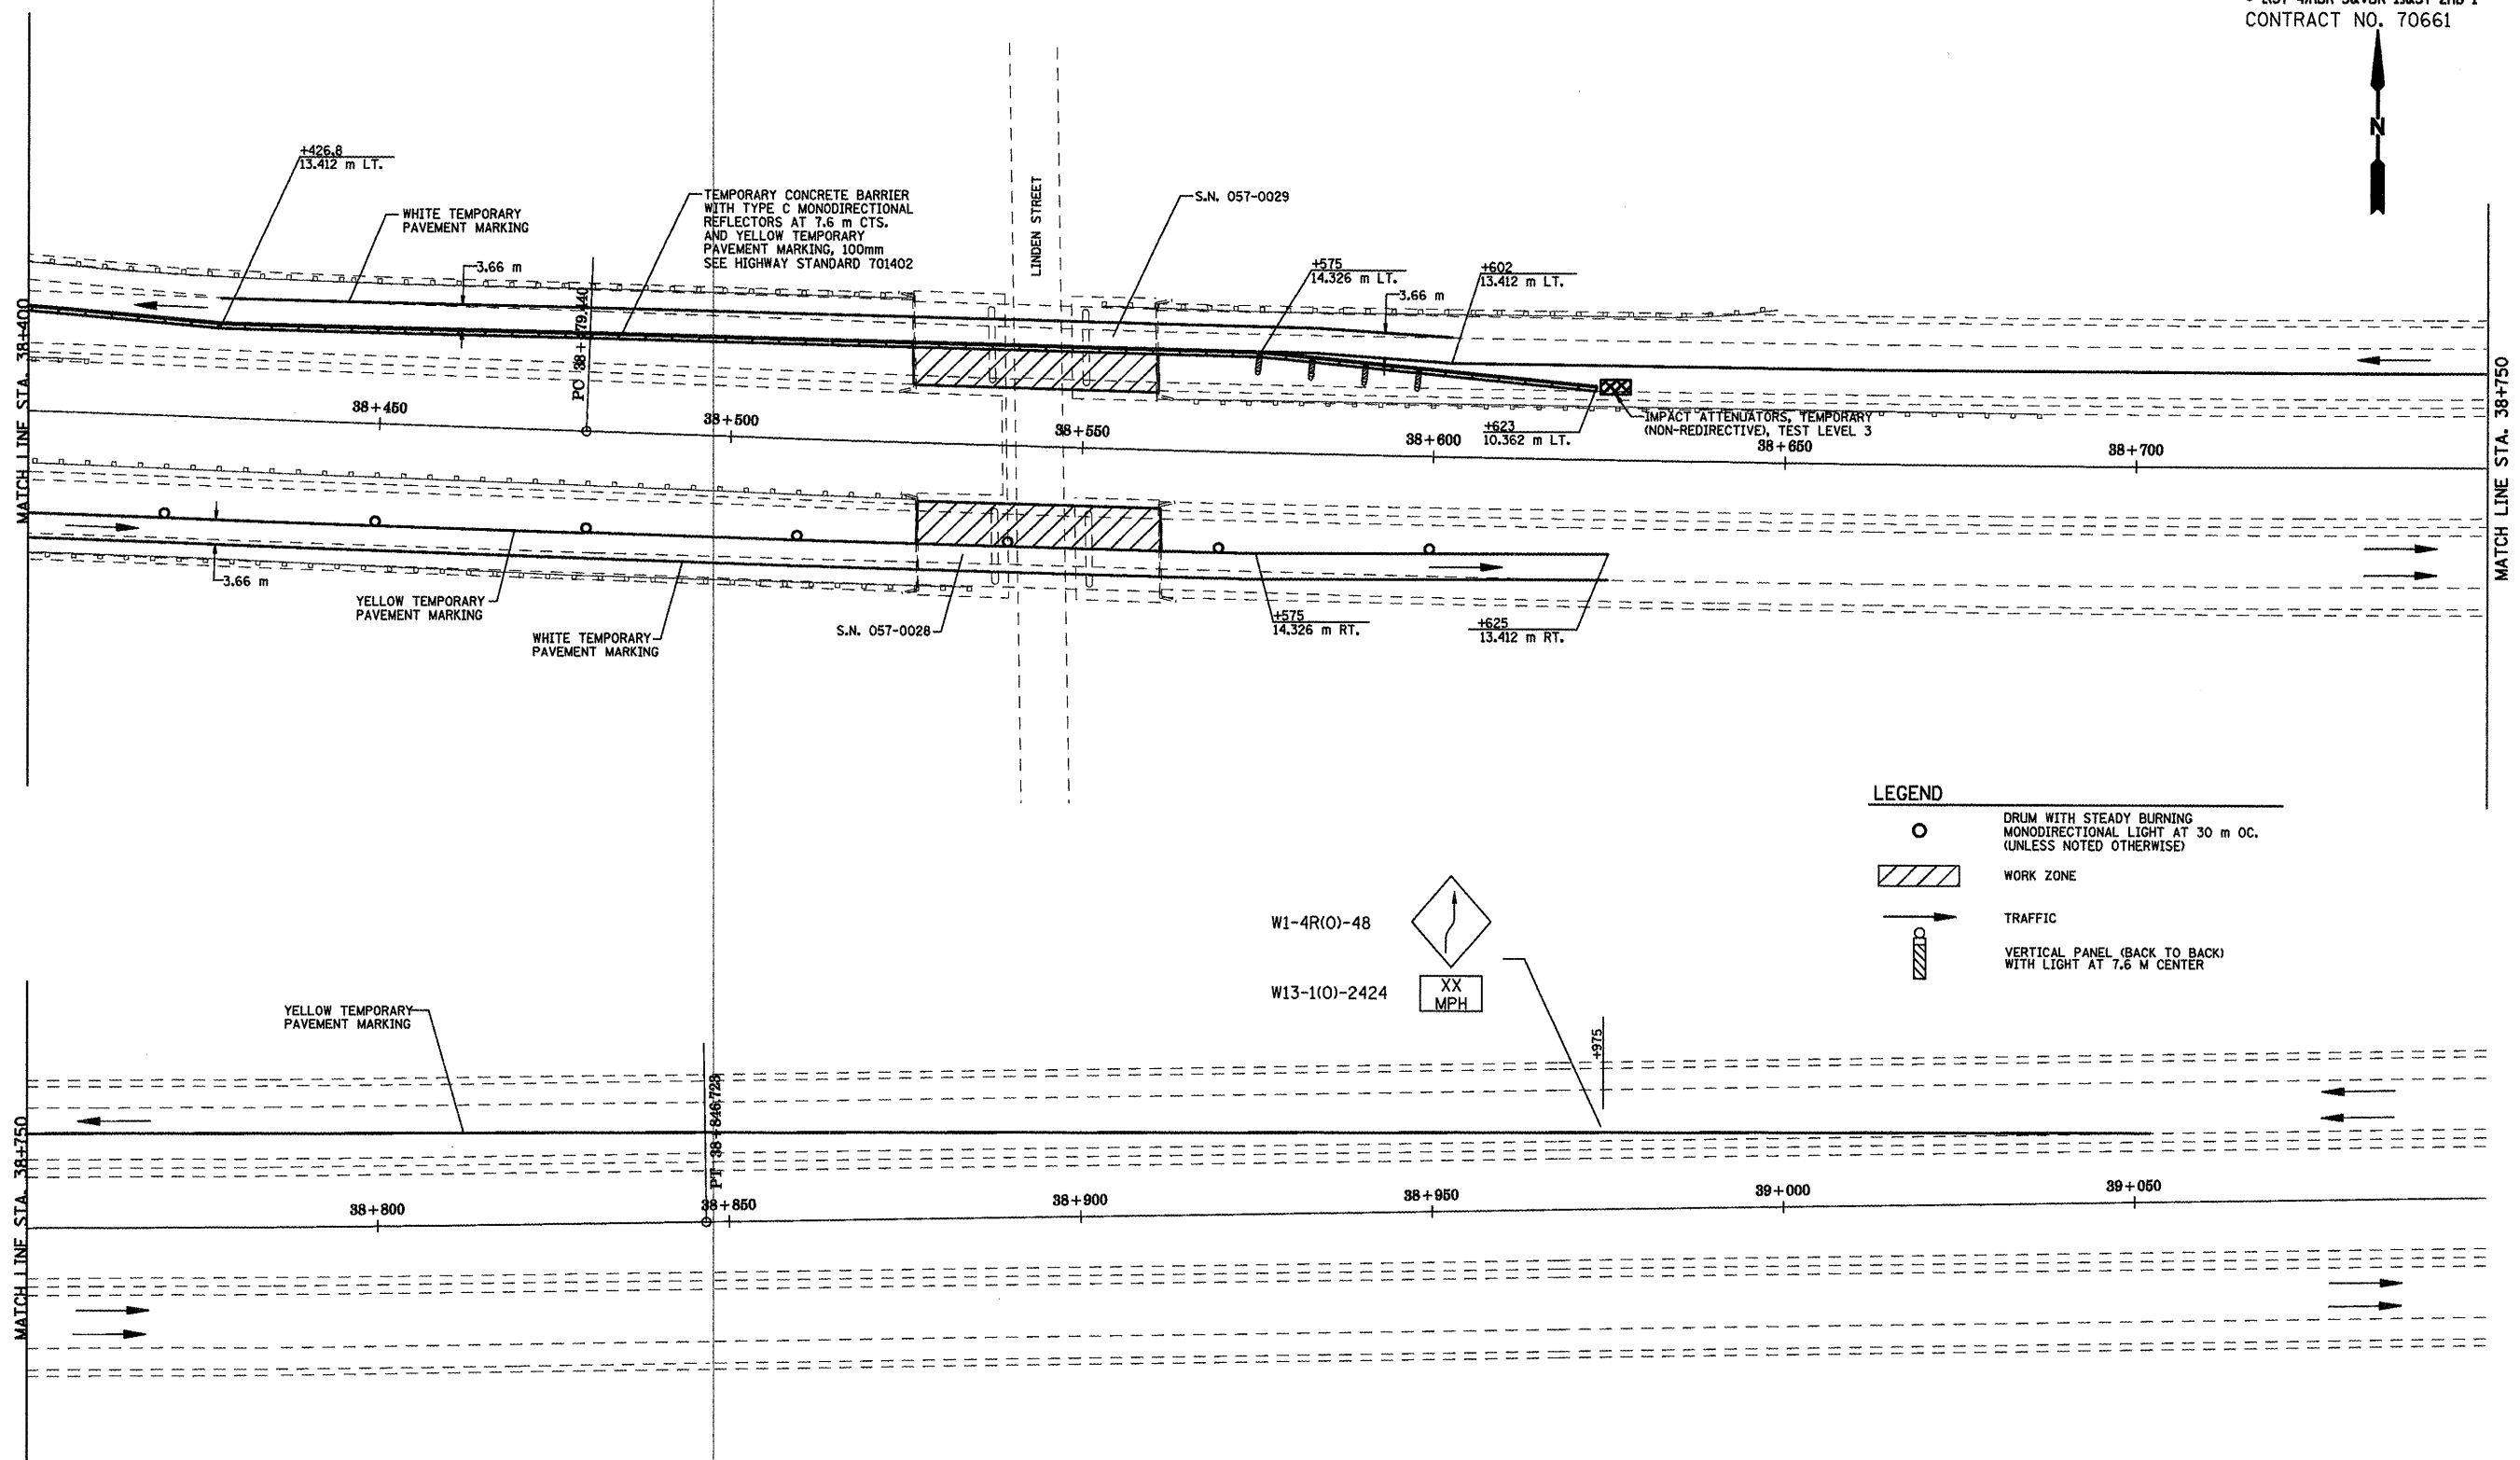 CONTRACT NO. 70661
N
+426.8
13.412 m LT.
WHITE TEMPORARY
PAVEMENT MARKING
3.66 m
TEMPORARY CONCRETE BARRIER
WITH TYPE C MONODIRECTIONAL
REFLECTORS AT 7.6 m CTS.
AND YELLOW TEMPORARY
PAVEMENT MARKING, 100mm
SEE HIGHWAY STANDARD 701402
LINDEN STREET
S.N. 057-0029
+575
14.326 m LT.
+602
13.412 m LT.
3.66 m
MATCH LINE STA. 38+400
PC 38+479.440
MATCH LINE STA. 38+750
38+450
38+500
38+550
38+600
38+650
38+700
+623
10.362 m LT.
IMPACT ATTENUATORS, TEMPORARY
(NON-REDIRECTIVE), TEST LEVEL 3
3.66 m
YELLOW TEMPORARY
PAVEMENT MARKING
WHITE TEMPORARY
PAVEMENT MARKING
S.N. 057-0028
+575
14.326 m RT.
+625
13.412 m RT.
LEGEND
DRUM WITH STEADY BURNING
MONODIRECTIONAL LIGHT AT 30 m OC.
(UNLESS NOTED OTHERWISE)
WORK ZONE
TRAFFIC
VERTICAL PANEL (BACK TO BACK)
WITH LIGHT AT 7.6 M CENTER
W1-4R(O)-48
W13-1(O)-2424
XX
MPH
YELLOW TEMPORARY
PAVEMENT MARKING
+975
MATCH LINE STA. 38+750
PT 38+846.723
38+800
38+850
38+900
38+950
39+000
39+050